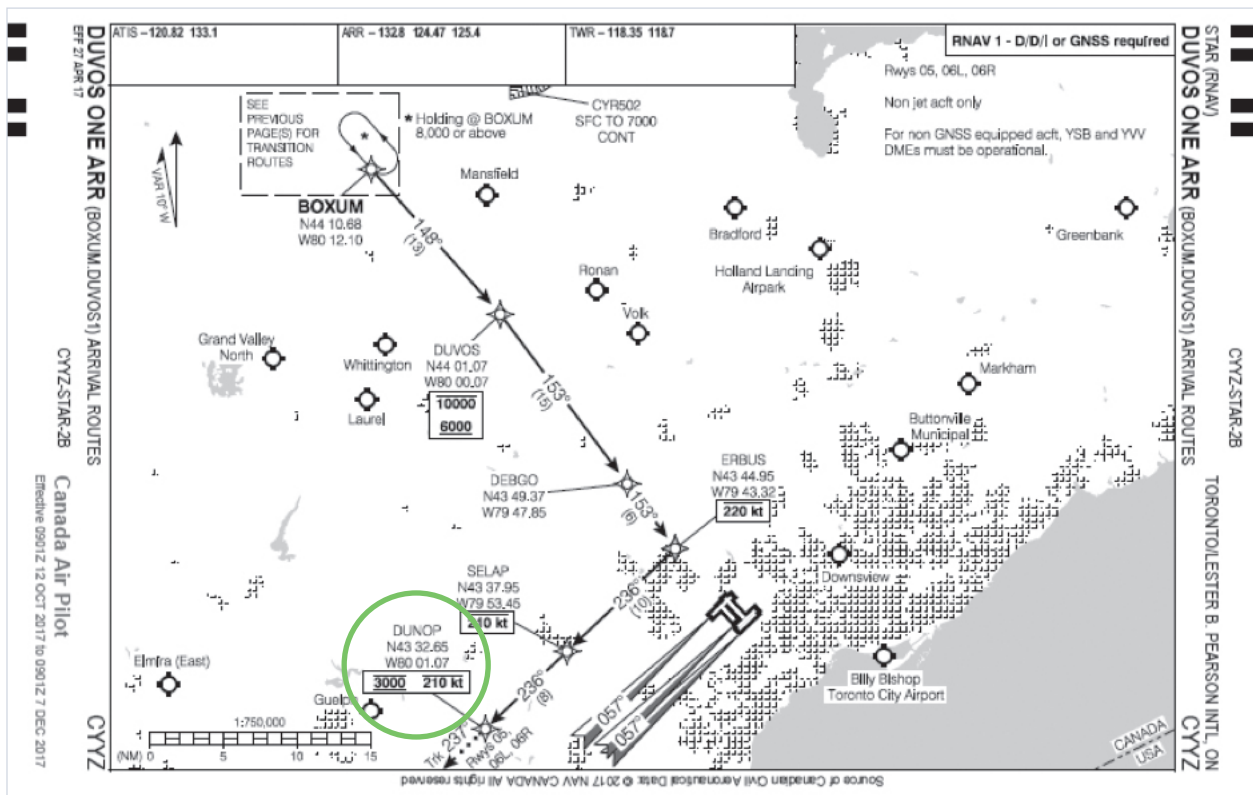 DUVOS ONE ARR (BOXUM.DUVOS1) ARRIVAL ROUTES
EFF 27 APR 17
CYYZ-STAR-2B
CYYZ
Canada Air Pilot
Effective 0901Z 12 OCT 2017 to 0901Z 7 DEC 2017
ATIS – 120.82 133.1
ARR – 132.8 124.47 125.4
TWR – 118.35 118.7
RNAV 1 - D/D/I or GNSS required
Rwys 05, 06L, 06R
Non jet acft only
For non GNSS equipped acft, YSB and YVV
DMEs must be operational.
SEE
PREVIOUS
PAGE(S) FOR
TRANSITION
ROUTES
*
* Holding @ BOXUM
8,000 or above
CYR502
SFC TO 7000
CONT
VAR 10° W
BOXUM
N44 10.68
W80 12.10
Mansfield
148°
(13)
Bradford
Greenbank
Holland Landing
Airpark
Ronan
Volk
Grand Valley
North
Whittington
Laurel
DUVOS
N44 01.07
W80 00.07
10000
6000
153°
(15)
Markham
Buttonville
Municipal
DEBGO
N43 49.37
W79 47.85
ERBUS
N43 44.95
W79 43.32
220 kt
153°
(6)
Downsview
SELAP
N43 37.95
W79 53.45
210 kt
236°
(10)
DUNOP
N43 32.65
W80 01.07
3000 210 kt
236°
(8)
Elmira (East)
Guelph
Billy Bishop
Toronto City Airport
057°
057°
1:750,000
(NM) 0 5 10 15
Trk 237°
Rwys 05,
06L, 06R
CANADA
USA
Source of Canadian Civil Aeronautical Data: © 2017 NAV CANADA All rights reserved
STAR (RNAV)
DUVOS ONE ARR (BOXUM.DUVOS1) ARRIVAL ROUTES
CYYZ-STAR-2B
TORONTO/LESTER B. PEARSON INTL, ON
CYYZ